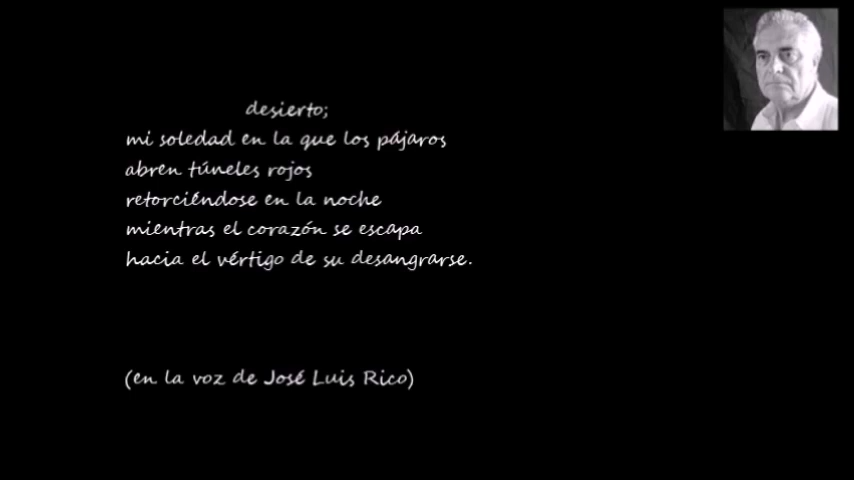 desierto;
mi soledad en la que los pájaros
abren túneles rojos
retorciéndose en la noche
mientras el corazón se escapa
hacia el vértigo de su desangrarse.
(en la voz de José Luis Rico)